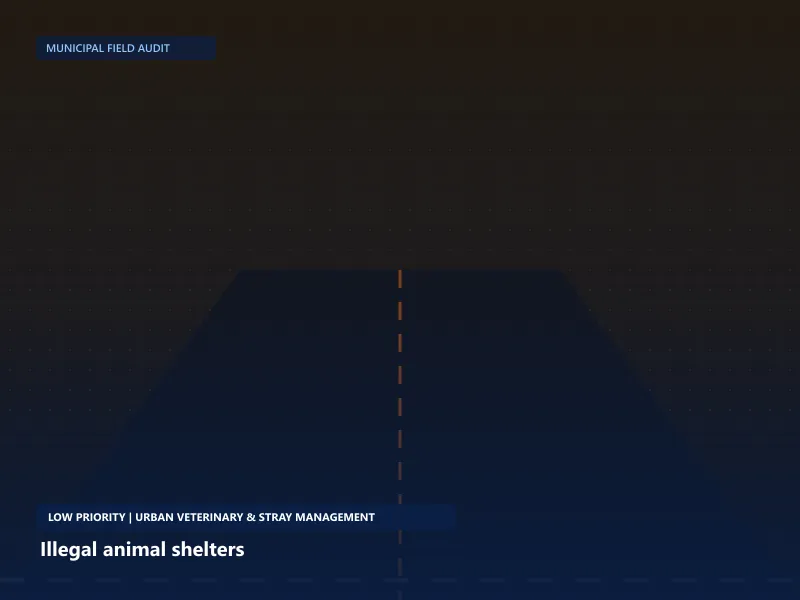 MUNICIPAL FIELD AUDIT
LOW PRIORITY | URBAN VETERINARY & STRAY MANAGEMENT
Illegal animal shelters